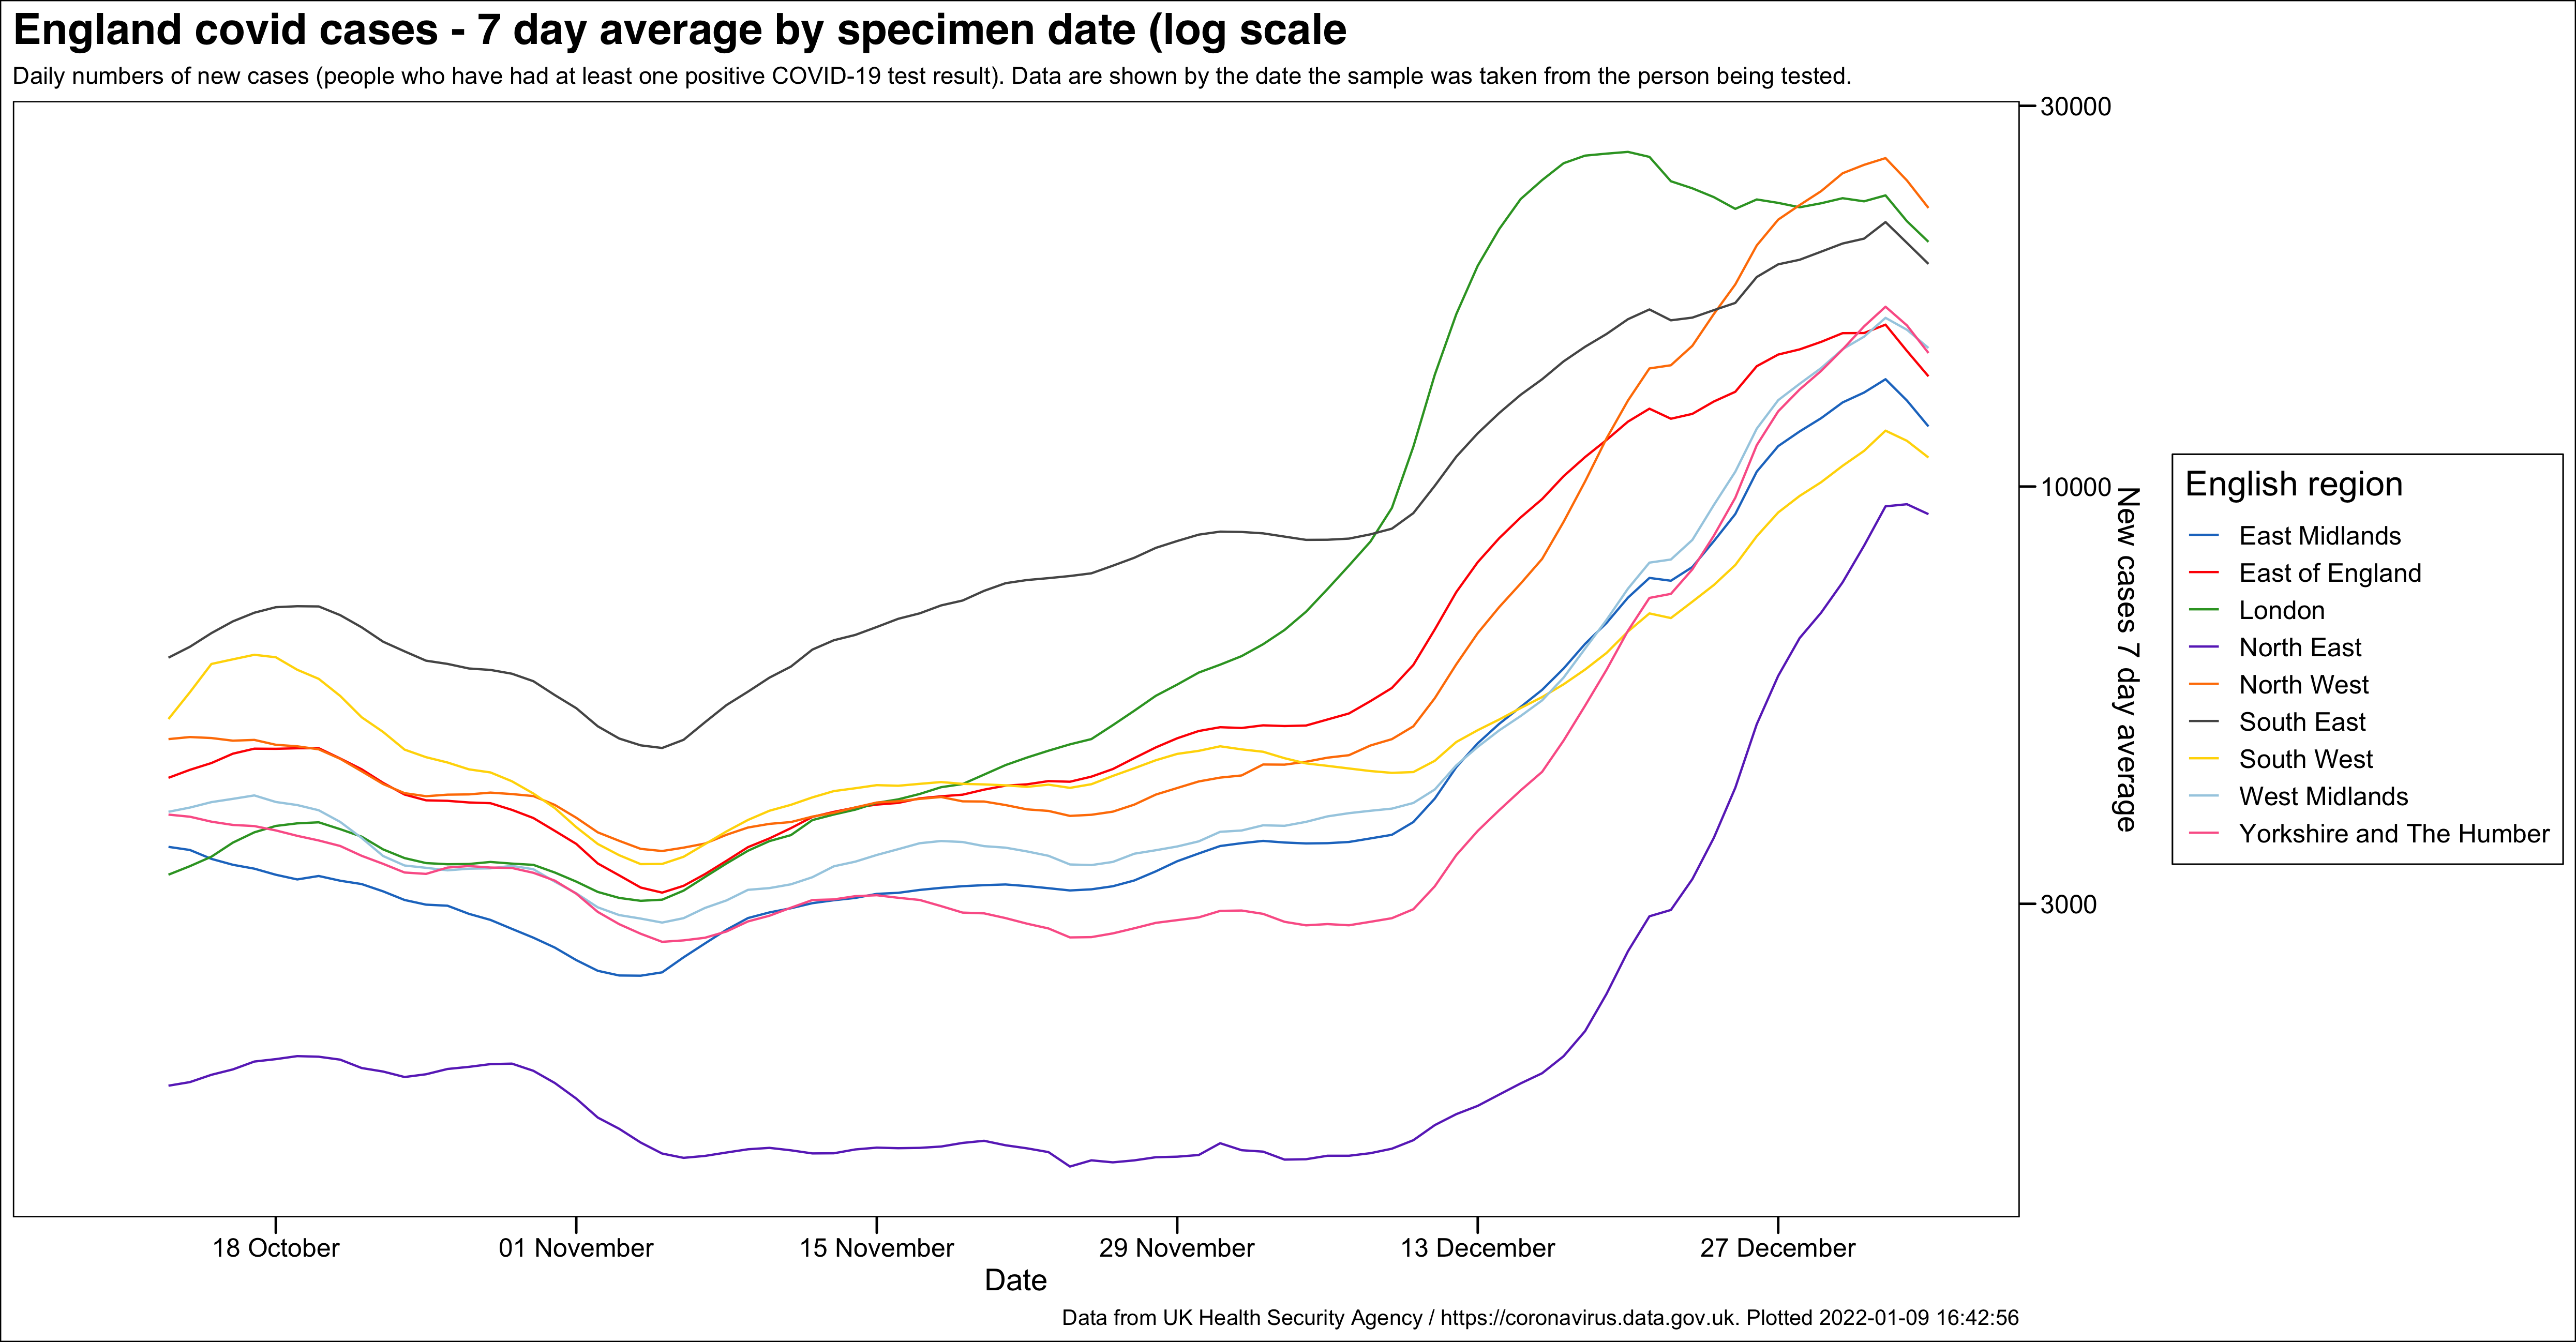 England covid cases - 7 day average by specimen date (log scale
Daily numbers of new cases (people who have had at least one positive COVID-19 test result). Data are shown by the date the sample was taken from the person being tested.
30000
10000
3000
New cases 7 day average
English region
East Midlands
East of England
London
North East
North West
South East
South West
West Midlands
Yorkshire and The Humber
18 October
01 November
15 November
29 November
13 December
27 December
Date
Data from UK Health Security Agency / https://coronavirus.data.gov.uk. Plotted 2022-01-09 16:42:56